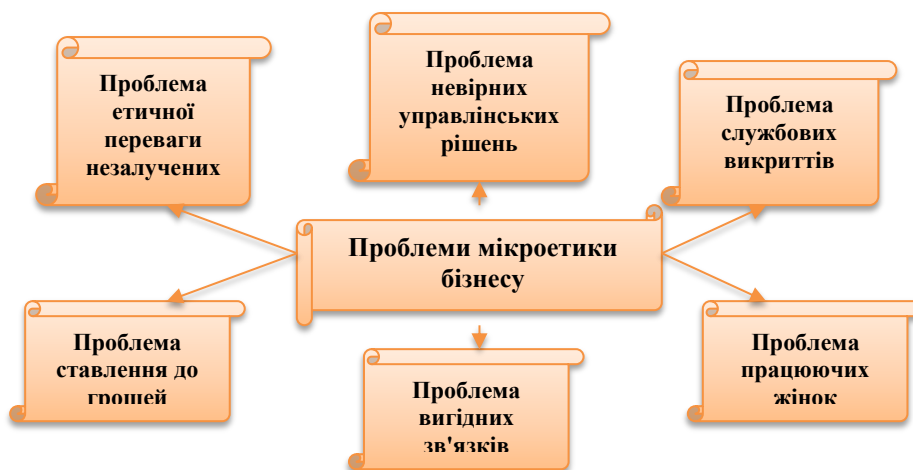 Проблема
етичної
переваги
незалучених
Проблема
невірних
управлінських
рішень
Проблема
службових
викриттів
Проблеми мікроетики
бізнесу
Проблема
ставлення до
грошей
Проблема
вигідних
зв'язків
Проблема
працюючих
жінок